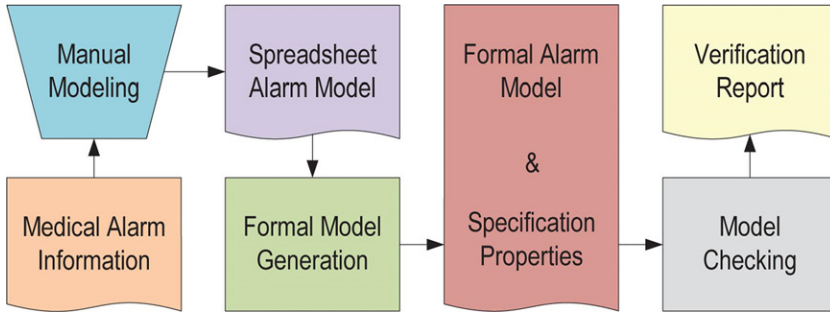 Manual
Modeling
Spreadsheet
Alarm Model
Formal Alarm
Model
&
Specification
Properties
Verification
Report
Medical Alarm
Information
Formal Model
Generation
Model
Checking